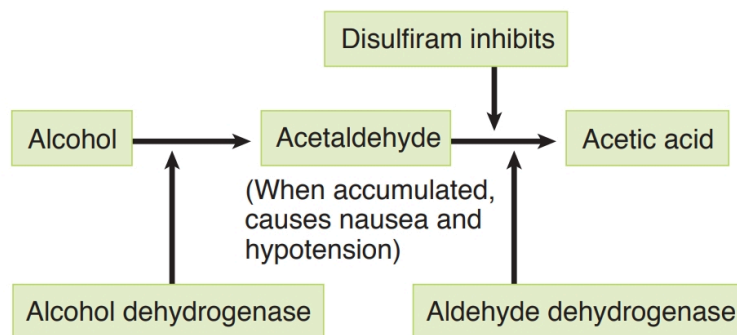 Disulfiram inhibits
Alcohol
Acetaldehyde
Acetic acid
(When accumulated,
causes nausea and
hypotension)
Alcohol dehydrogenase
Aldehyde dehydrogenase